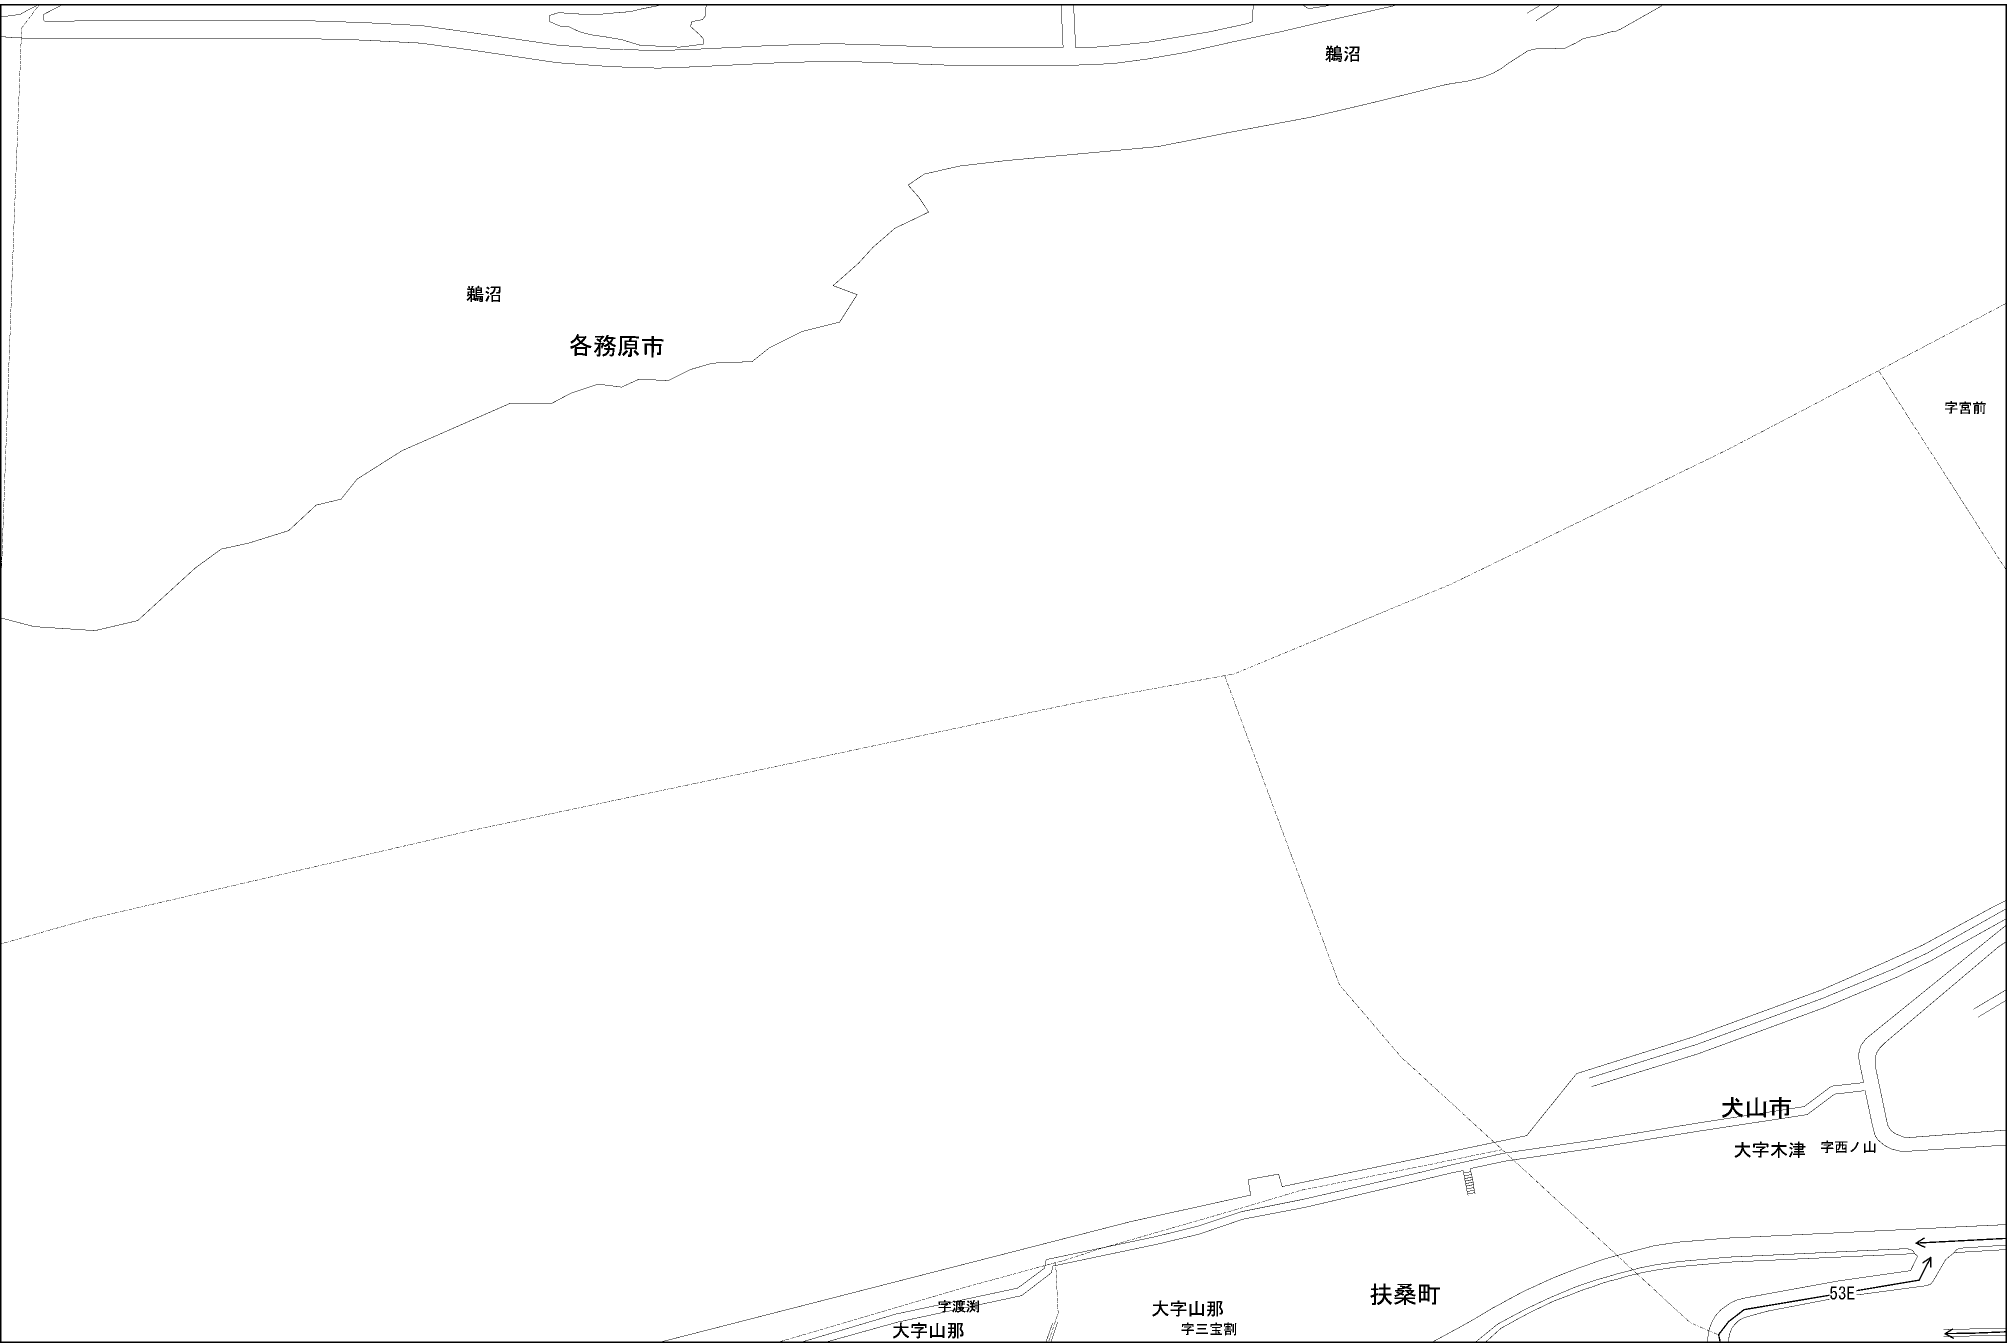 鵜沼
鵜沼
各務原市
字宮前
犬山市
大字木津
字西ノ山
扶桑町
53E
字渡渕
大字山那
字三宝割
大字山那